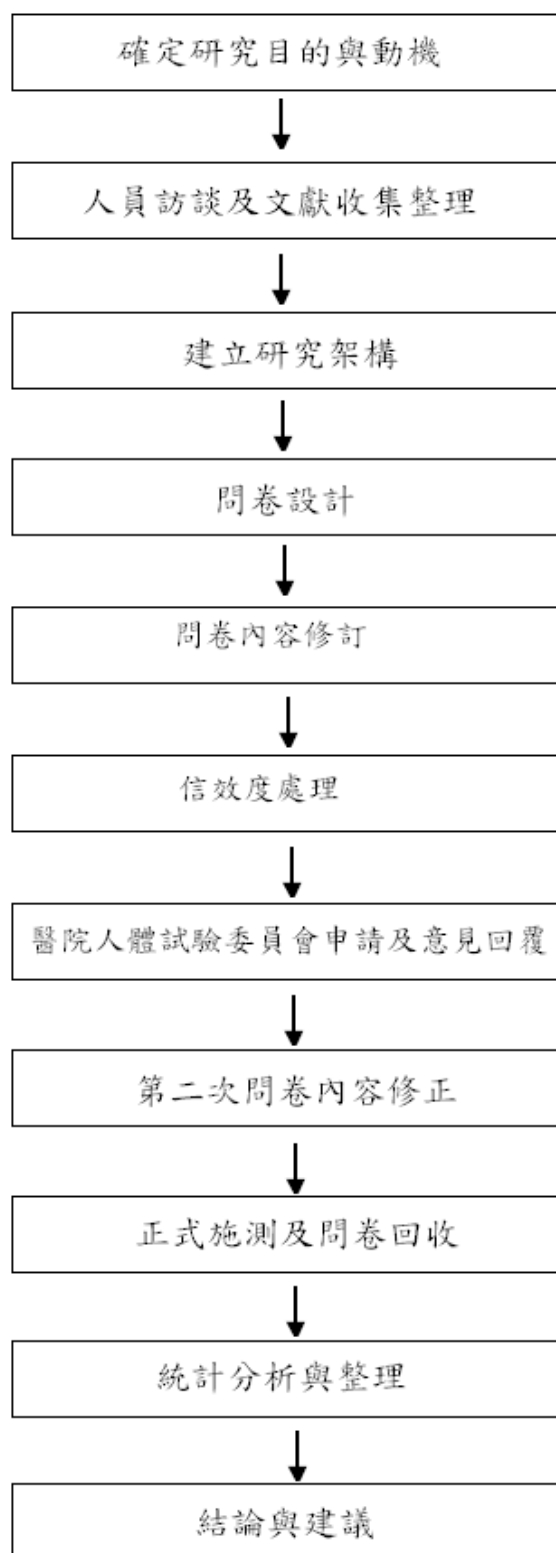 確定研究目的與動機
人員訪談及文獻收集整理
建立研究架構
問卷設計
問卷內容修訂
信效度處理
醫院人體試驗委員會申請及意見回覆
第二次問卷內容修正
正式施測及問卷回收
統計分析與整理
結論與建議